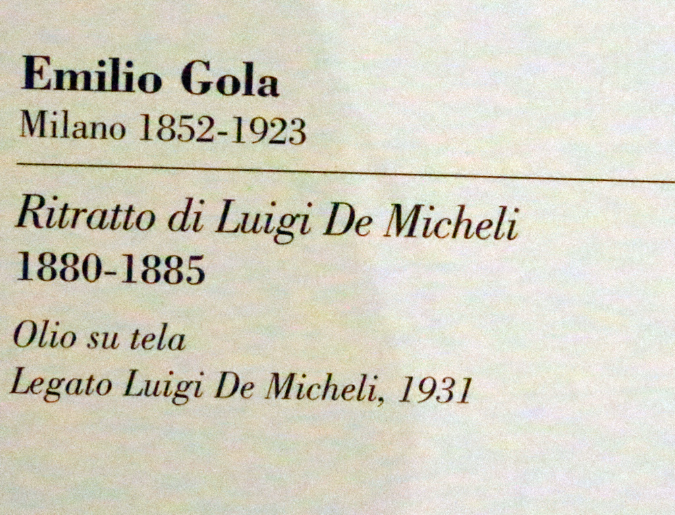 Emilio Gola
Milano 1852-1923
Ritratto di Luigi De Micheli
1880-1885
Olio su tela
Legato Luigi De Micheli, 1931